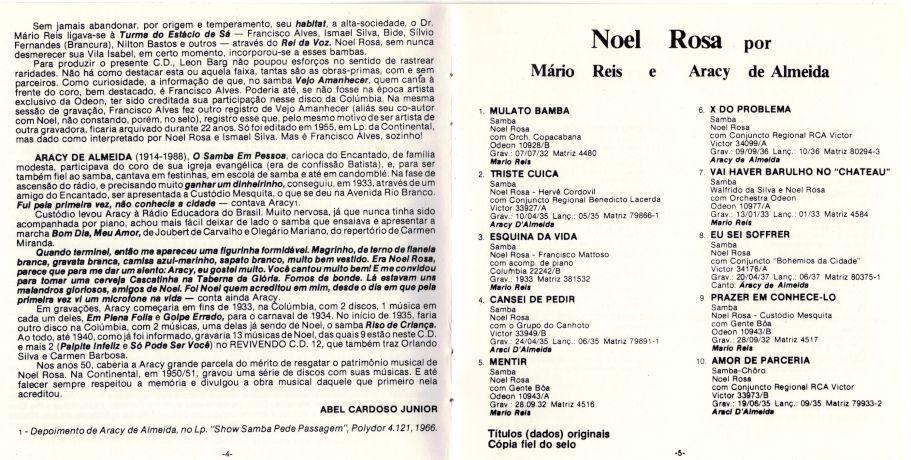 Sem jamais abandonar, por origem e temperamento, seu habitat, a alta-sociedade, o Dr.
Mário Reis ligava-se à Turma do Estácio de Sá — Francisco Alves, Ismael Silva, Bide, Sílvio
Fernandes (Brancura), Nilton Bastos e outros — através do Rei da Voz. Noel Rosa, sem nunca
desmerecer sua Vila Isabel, em certo momento, incorporou-se a esses bambas.
Para produzir o presente C.D., Leon Barg não poupou esforços no sentido de rastrear
raridades. Não há como destacar esta ou aquela faixa, tantas são as obras-primas, com e sem
parceiros. Como curiosidade, a informação de que, no samba Vejo Amanhecer, quem canta à
frente do coro, bem destacado, é Francisco Alves. Poderia até, se não fosse na época artista
exclusivo da Odeon, ter sido creditada sua participação nesse disco da Colúmbia. Na mesma
sessão de gravação, Francisco Alves fez outro registro de Vejo Amanhecer (aliás seu co-autor
com Noel, não constando, porém, no selo), registro esse que, pelo mesmo motivo de ser artista de
outra gravadora, ficaria arquivado durante 22 anos. Só foi editado em 1955, em Lp. da Continental,
mas dado como interpretado por Noel Rosa e Ismael Silva. Mas é Francisco Alves, sozinho!
ARACY DE ALMEIDA (1914-1988), O Samba Em Pessoa, carioca do Encantado, de família
modesta, participava do coro de sua igreja evangélica (era de confissão Batista), e, para ser
também fiel ao samba, cantava em festinhas, em escola de samba e até em candomblé. Na fase de
ascensão do rádio, e precisando muito ganhar um dinheirinho, conseguiu, em 1933, através de um
amigo do Encantado, ser apresentada a Custódio Mesquita, o que se deu na Avenida Rio Branco.
Fui pela primeira vez, não conhecia a cidade — contava Aracy1.
Custódio levou Aracy à Rádio Educadora do Brasil. Muito nervosa, já que nunca tinha sido
acompanhada por piano, achou mais fácil deixar de lado o samba que ensaiava e apresentar a
marcha Bom Dia, Meu Amor, de Joubert de Carvalho e Olegário Mariano, do repertório de Carmen
Miranda.
Quando terminei, então me apareceu uma figurinha formidável. Magrinho, de terno de flanela
branca, gravata branca, camisa azul-marinho, sapato branco, muito bem vestido. Era Noel Rosa,
parece que para me dar um alento: Aracy, eu gostei muito. Você cantou muito bem! E me convidou
para tomar uma cerveja Cascatinha na Taberna da Glória. Fomos de bonde. Lá estavam uns
malandros gloriosos, amigos de Noel. Foi Noel quem acreditou em mim, desde o dia em que pela
primeira vez vi um microfone na vida — conta ainda Aracy.
Em gravações, Aracy começaria em fins de 1933, na Colúmbia, com 2 discos, 1 música em
cada um deles, Em Plena Folia e Golpe Errado, para o carnaval de 1934. No início de 1935, faria
outro disco na Colúmbia, com 2 músicas, uma delas já sendo de Noel, o samba Riso de Criança.
Ao todo, até 1940, como já foi informado, gravaria 13 músicas de Noel, das quais 9 estão neste C.D.
e mais 2 (Palpite Infeliz e Só Pode Ser Você) no REVIVENDO C.D. 12, que também traz Orlando
Silva e Carmen Barbosa.
Nos anos 50, caberia a Aracy grande parcela do mérito de resgatar o patrimônio musical de
Noel Rosa. Na Continental, em 1950/51, gravou uma série de discos com suas músicas. E até
falecer sempre respeitou a memória e divulgou a obra musical daquele que primeiro nela
acreditou.
ABEL CARDOSO JUNIOR
1 - Depoimento de Aracy de Almeida, no Lp. "Show Samba Pede Passagem", Polydor 4.121, 1966.
-4-
Noel Rosa por
Mário Reis e Aracy de Almeida
1. MULATO BAMBA
Samba
Noel Rosa
com Orch. Copacabana
Odeon 10928/B
Grav.: 07/07/32 Matriz 4480
Mario Reis
2. TRISTE CUICA
Samba
Noel Rosa - Hervê Cordovil
com Conjuncto Regional Benedicto Lacerda
Victor 33927/A
Grav.: 10/04/35 Lanç.: 05/35 Matriz 79866-1
Aracy D'Almeida
3. ESQUINA DA VIDA
Samba
Noel Rosa - Francisco Mattoso
com acomp. de piano
Columbia 22242/B
Grav.: 1933 Matriz 381532
Mario Reis
4. CANSEI DE PEDIR
Samba
Noel Rosa
com o Grupo do Canhoto
Victor 33949/B
Grav.: 24/04/35 Lanç.: 06/35 Matriz 79891-1
Araci D'Almeida
5. MENTIR
Samba
Noel Rosa
com Gente Bôa
Odeon 10943/A
Grav.: 28.09.32 Matriz 4516
Mario Reis
Títulos (dados) originais
Cópia fiel do selo
6. X DO PROBLEMA
Samba
Noel Rosa
com Conjuncto Regional RCA Victor
Victor 34099/A
Grav.: 09/09/36 Lanç.: 10/36 Matriz 80294-3
Aracy de Almeida
7. VAI HAVER BARULHO NO "CHATEAU"
Samba
Walfrido da Silva e Noel Rosa
com Orchestra Odeon
Odeon 10977/A
Grav.: 13/01/33 Lanç.: 01/33 Matriz 4584
Mario Reis
8. EU SEI SOFFRER
Samba
Noel Rosa
com Conjuncto "Bohemios da Cidade"
Victor 34176/A
Grav.: 20/04/37 Lanç.: 06/37 Matriz 80375-1
Canto: Aracy de Almeida
9. PRAZER EM CONHECE-LO
Samba
Noel Rosa - Custódio Mesquita
com Gente Bôa
Odeon 10943/B
Grav.: 28/09/32 Matriz 4517
Mario Reis
10. AMOR DE PARCERIA
Samba-Chôro
Noel Rosa
com Conjuncto Regional RCA Victor
Victor 33973/B
Grav.: 19/06/35 Lanç.: 09/35 Matriz 79933-2
Araci D'Almeida
-5-